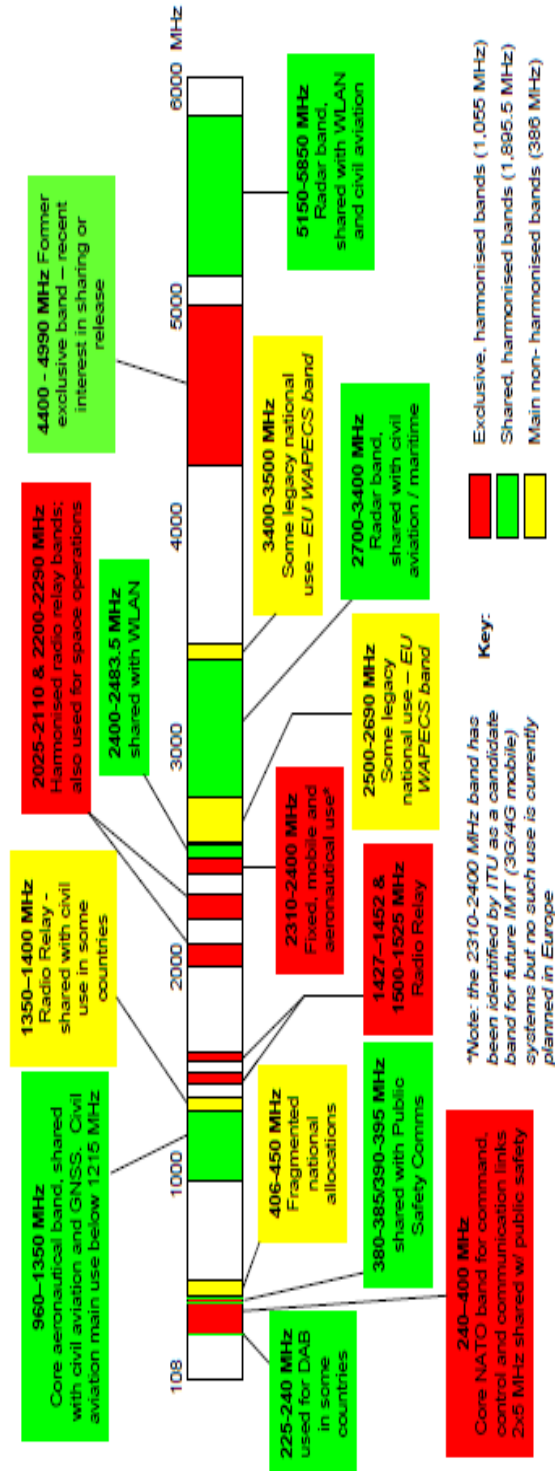 960–1350 MHz
Core aeronautical band, shared
with civil aviation and GNSS. Civil
aviation main use below 1215 MHz
1350–1400 MHz
Radio Relay -
shared with civil
use in some
countries
2025-2110 & 2200-2290 MHz
Harmonised radio relay bands;
also used for space operations
2400-2483.5 MHz
shared with WLAN
4400 - 4990 MHz Former
exclusive band – recent
interest in sharing or
release
108
1000
2000
3000
4000
5000
6000 MHz
225-240 MHz
used for DAB
in some
countries
240–400 MHz
Core NATO band for command,
control and communication links
2x5 MHz shared w/ public safety
380-385/390-395 MHz
shared with Public
Safety Comms
406-450 MHz
Fragmented
national
allocations
1427–1452 &
1500-1525 MHz
Radio Relay
2310-2400 MHz
Fixed, mobile and
aeronautical use*
2500-2690 MHz
Some legacy
national use – EU
WAPECS band
2700-3400 MHz
Radar band,
shared with civil
aviation / maritime
3400-3500 MHz
Some legacy national
use – EU WAPECS band
5150-5850 MHz
Radar band,
shared with WLAN
and civil aviation
*Note: the 2310-2400 MHz band has
been identified by ITU as a candidate
band for future IMT (3G/4G mobile)
systems but no such use is currently
planned in Europe
Key:
Exclusive, harmonised bands (1,055 MHz)
Shared, harmonised bands (1,895.5 MHz)
Main non- harmonised bands (386 MHz)